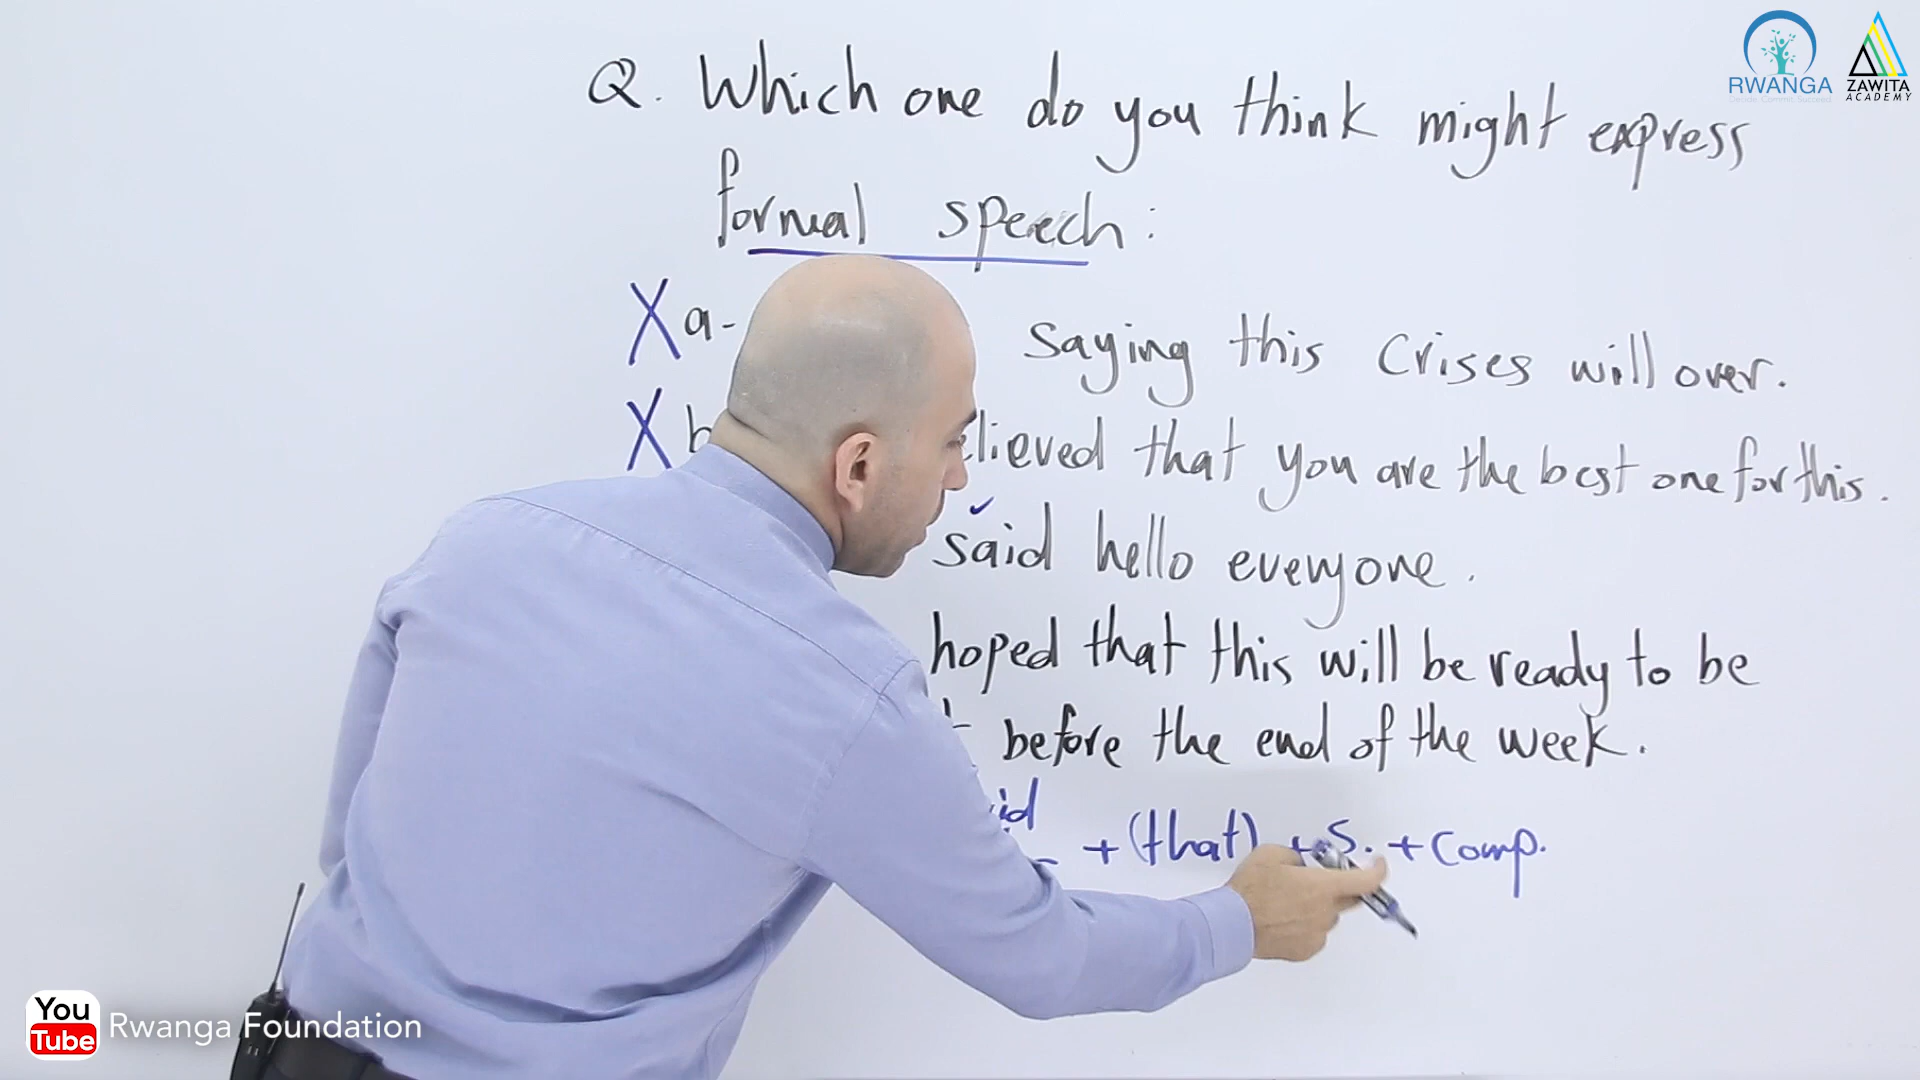 Q. Which one do you think might express
formal speech:
X a- saying this crises will over.
X b lieved that you are the best one for this.
said hello everyone.
hoped that this will be ready to be
before the end of the week.
+ (that) + S. + Comp.
RWANGA
ZAWITA
ACADEMY
You
Tube
Rwanga Foundation